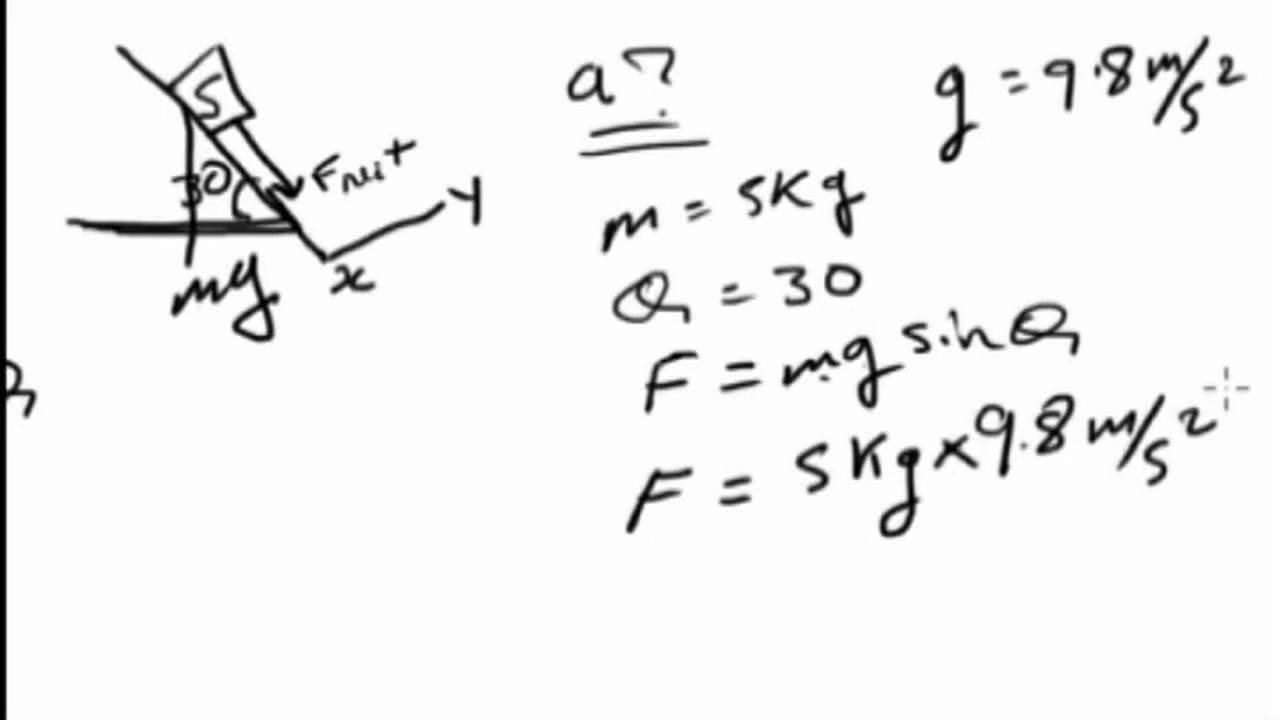 5
30
Fnet
Y
x
mg
a?
g = 9.8 m/s²
m = 5Kg
θ = 30
F = mg sinθ
F = 5Kg×9.8 m/s²